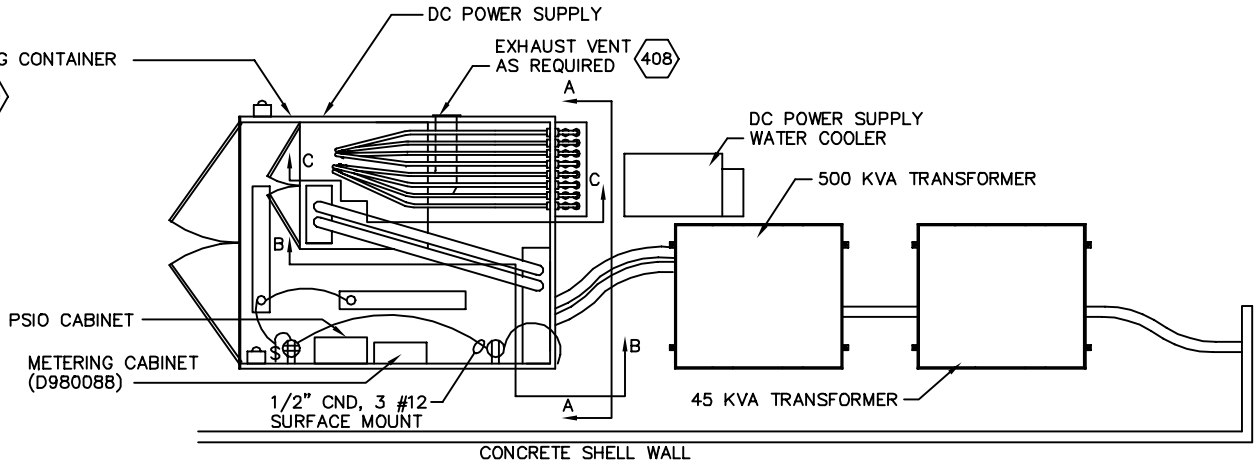 DC POWER SUPPLY
CONTAINER
EXHAUST VENT
AS REQUIRED
408
A
DC POWER SUPPLY
WATER COOLER
C
C
500 KVA TRANSFORMER
B
PSIO CABINET
S
B
METERING CABINET
(D980088)
1/2" CND, 3 #12
SURFACE MOUNT
A
45 KVA TRANSFORMER
CONCRETE SHELL WALL